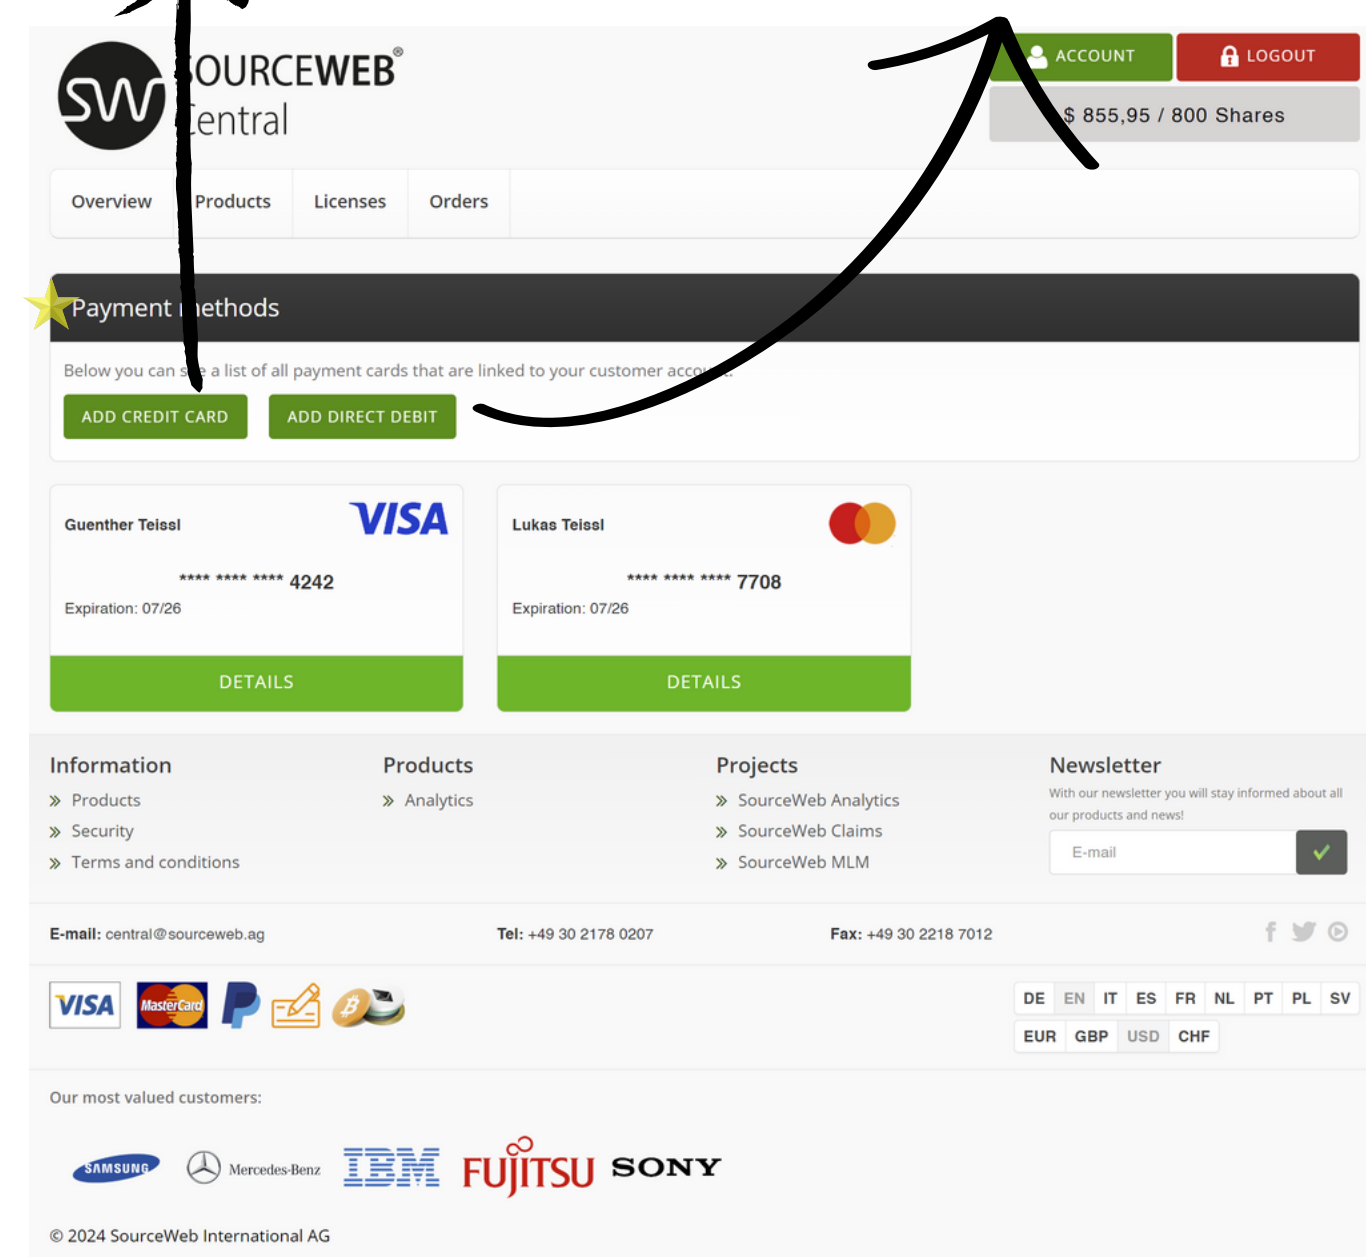 SOURCEWEB®
Central
SW
ACCOUNT
LOGOUT
$ 855,95 / 800 Shares
Overview Products Licenses Orders
Payment methods
Below you can see a list of all payment cards that are linked to your customer account.
ADD CREDIT CARD ADD DIRECT DEBIT
Guenther Teissl VISA
**** **** **** 4242
Expiration: 07/26
DETAILS
Lukas Teissl
**** **** **** 7708
Expiration: 07/26
DETAILS
Information
Products
Security
Terms and conditions
Products
Analytics
Projects
SourceWeb Analytics
SourceWeb Claims
SourceWeb MLM
Newsletter
With our newsletter you will stay informed about all
our products and news!
E-mail
E-mail: central@sourceweb.ag Tel: +49 30 2178 0207 Fax: +49 30 2218 7012
VISA MasterCard
DE EN IT ES FR NL PT PL SV
EUR GBP USD CHF
Our most valued customers:
SAMSUNG Mercedes-Benz IBM FUJITSU SONY
© 2024 SourceWeb International AG